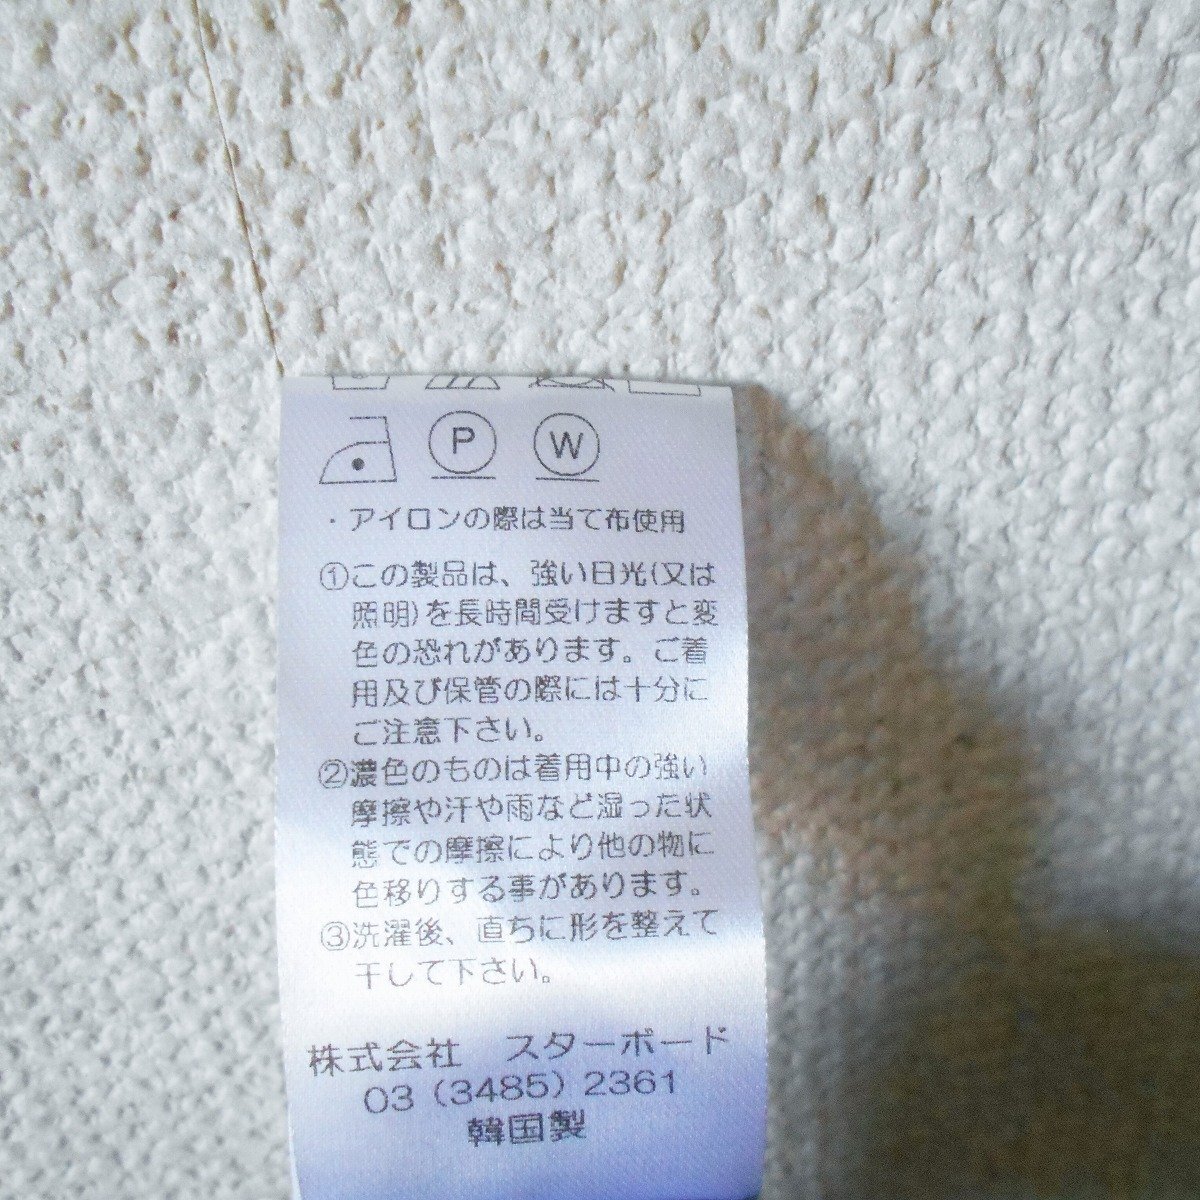 P W
・アイロンの際は当て布使用
①この製品は、強い日光(又は
照明)を長時間受けますと変
色の恐れがあります。ご着
用及び保管の際には十分に
ご注意下さい。
②濃色のものは着用中の強い
摩擦や汗や雨など湿った状
態での摩擦により他の物に
色移りする事があります。
③洗濯後、直ちに形を整えて
干して下さい。
株式会社　スターボード
03 (3485) 2361
韓国製